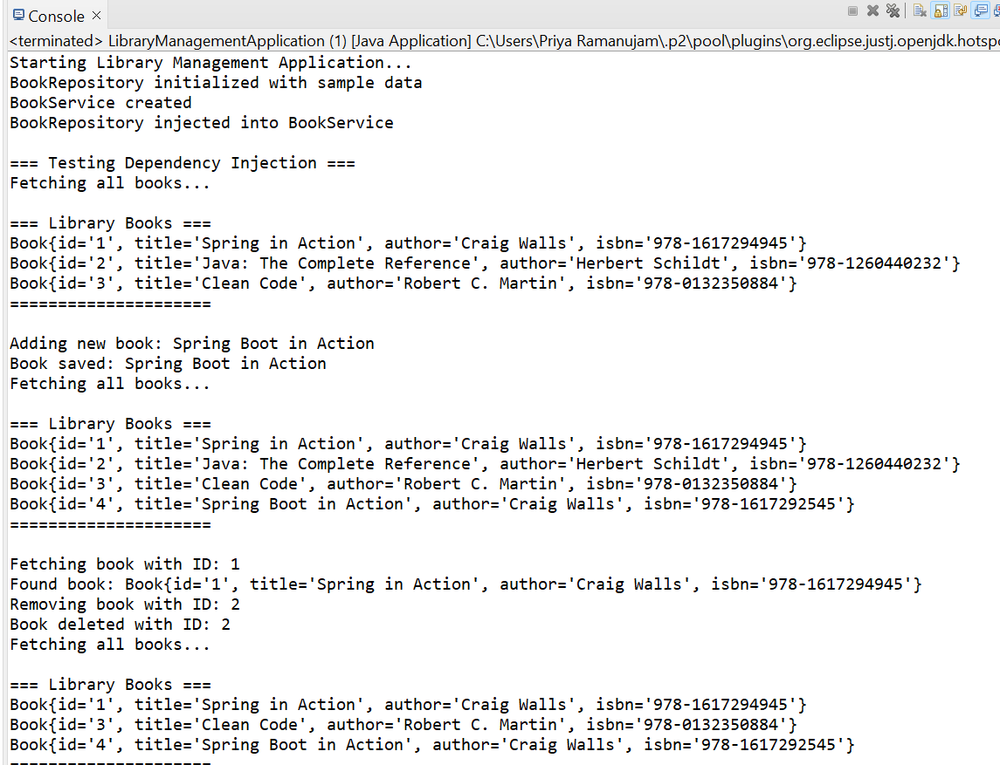 Console
<terminated> LibraryManagementApplication (1) [Java Application] C:\Users\Priya Ramanujam\.p2\pool\plugins\org.eclipse.justj.openjdk.hotspo
Starting Library Management Application...
BookRepository initialized with sample data
BookService created
BookRepository injected into BookService

=== Testing Dependency Injection ===
Fetching all books...

=== Library Books ===
Book{id='1', title='Spring in Action', author='Craig Walls', isbn='978-1617294945'}
Book{id='2', title='Java: The Complete Reference', author='Herbert Schildt', isbn='978-1260440232'}
Book{id='3', title='Clean Code', author='Robert C. Martin', isbn='978-0132350884'}
=====================

Adding new book: Spring Boot in Action
Book saved: Spring Boot in Action
Fetching all books...

=== Library Books ===
Book{id='1', title='Spring in Action', author='Craig Walls', isbn='978-1617294945'}
Book{id='2', title='Java: The Complete Reference', author='Herbert Schildt', isbn='978-1260440232'}
Book{id='3', title='Clean Code', author='Robert C. Martin', isbn='978-0132350884'}
Book{id='4', title='Spring Boot in Action', author='Craig Walls', isbn='978-1617292545'}
=====================

Fetching book with ID: 1
Found book: Book{id='1', title='Spring in Action', author='Craig Walls', isbn='978-1617294945'}
Removing book with ID: 2
Book deleted with ID: 2
Fetching all books...

=== Library Books ===
Book{id='1', title='Spring in Action', author='Craig Walls', isbn='978-1617294945'}
Book{id='3', title='Clean Code', author='Robert C. Martin', isbn='978-0132350884'}
Book{id='4', title='Spring Boot in Action', author='Craig Walls', isbn='978-1617292545'}
=====================